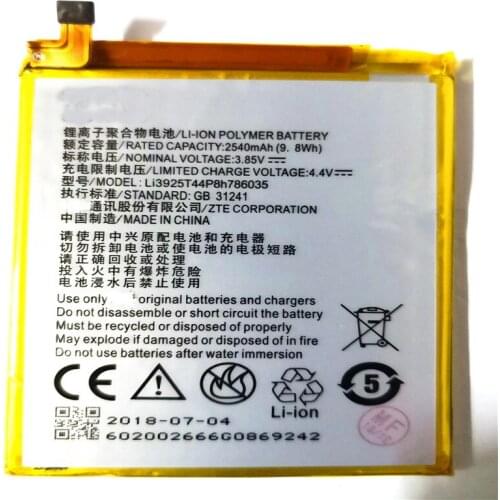 锂离子聚合物电池/LI-ION POLYMER BATTERY
额定容量/RATED CAPACITY:2540mAh(9.8Wh)
标称电压/NOMINAL VOLTAGE:3.85V
充电限制电压/LIMITED CHARGE VOLTAGE:4.4V
型号/MODEL:Li3925T44P8h786035
执行标准/STANDARD:GB 31241
通讯股份有限公司/ZTE CORPORATION
中国制造/MADE IN CHINA
请使用中兴原配电池和充电器
切勿拆卸电池或使电池的电极短路
请正确回收或处置旧电池
投入火中有爆炸危险
电池浸水后禁止使用
Use only original batteries and chargers
Do not disassemble or short circuit the battery
Must be recycled or disposed of properly
May explode if disposed of in fire
Do not use battery after water immersion
CE
Li-ion
5
MF
2018-07-04
602002666G0869242